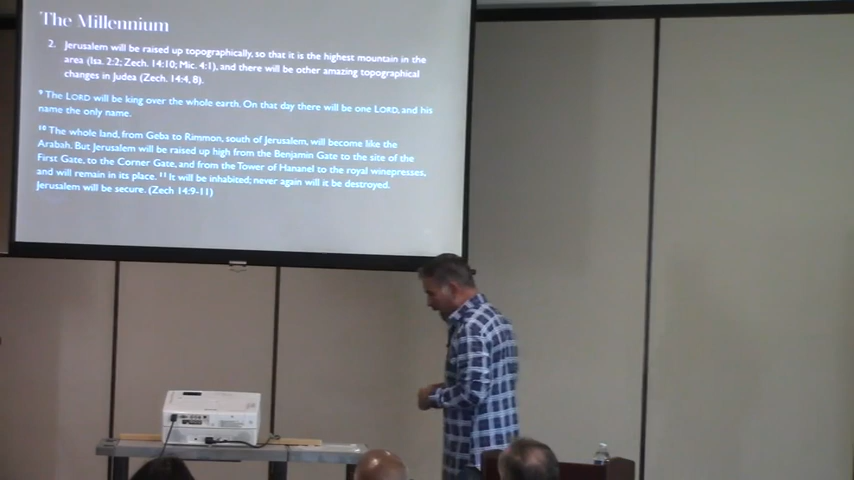 The Millennium
2. Jerusalem will be raised up topographically, so that it is the highest mountain in the
area (Isa. 2:2; Zech. 14:10; Mic. 4:1), and there will be other amazing topographical
changes in Judea (Zech. 14:4, 8).
9 The LORD will be king over the whole earth. On that day there will be one LORD, and his
name the only name.
10 The whole land, from Geba to Rimmon, south of Jerusalem, will become like the
Arabah. But Jerusalem will be raised up high from the Benjamin Gate to the site of the
First Gate, to the Corner Gate, and from the Tower of Hananel to the royal winepresses,
and will remain in its place. 11 It will be inhabited; never again will it be destroyed.
Jerusalem will be secure. (Zech 14:9-11)